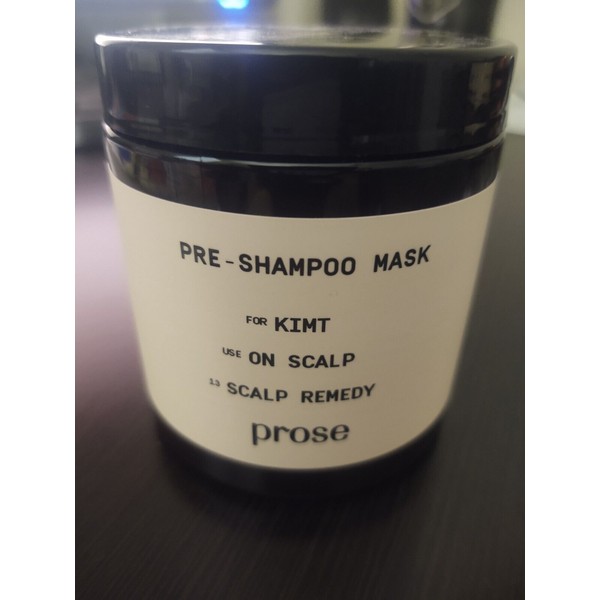 PRE-SHAMPOO MASK
FOR KIMT
USE ON SCALP
13 SCALP REMEDY
prose